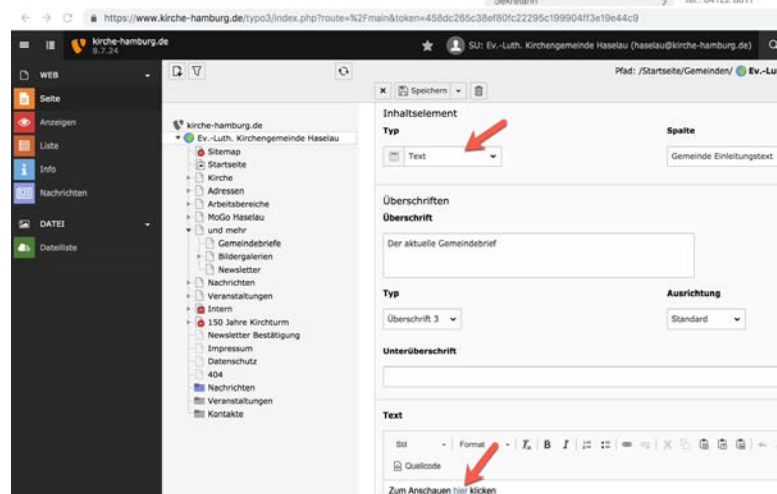 Sekretärin
Tel.: 04122 8017
https://www.kirche-hamburg.de/typo3/index.php?route=%2Fmain&token=458dc265c38ef80fc22295c199904ff3e19e44c9
kirche-hamburg.de
8.7.24
SU: Ev.-Luth. Kirchengemeinde Haselau (haselau@kirche-hamburg.de)
WEB
Seite
Anzeigen
Liste
Info
Nachrichten
DATEI
Dateiliste
kirche-hamburg.de
Ev.-Luth. Kirchengemeinde Haselau
Sitemap
Startseite
Kirche
Adressen
Arbeitsbereiche
MoGo Haselau
und mehr
Gemeindebriefe
Bildergalerien
Newsletter
Nachrichten
Veranstaltungen
Intern
150 Jahre Kirchturm
Newsletter Bestätigung
Impressum
Datenschutz
404
Nachrichten
Veranstaltungen
Kontakte
Pfad: /Startseite/Gemeinden/ Ev.-Lu
Speichern
Inhaltselement
Typ Spalte
Text Gemeinde Einleitungstext
Überschriften
Überschrift
Der aktuelle Gemeindebrief
Typ Ausrichtung
Überschrift 3 Standard
Unterüberschrift
Text
Stil Format B I
Quellcode
Zum Anschauen hier klicken